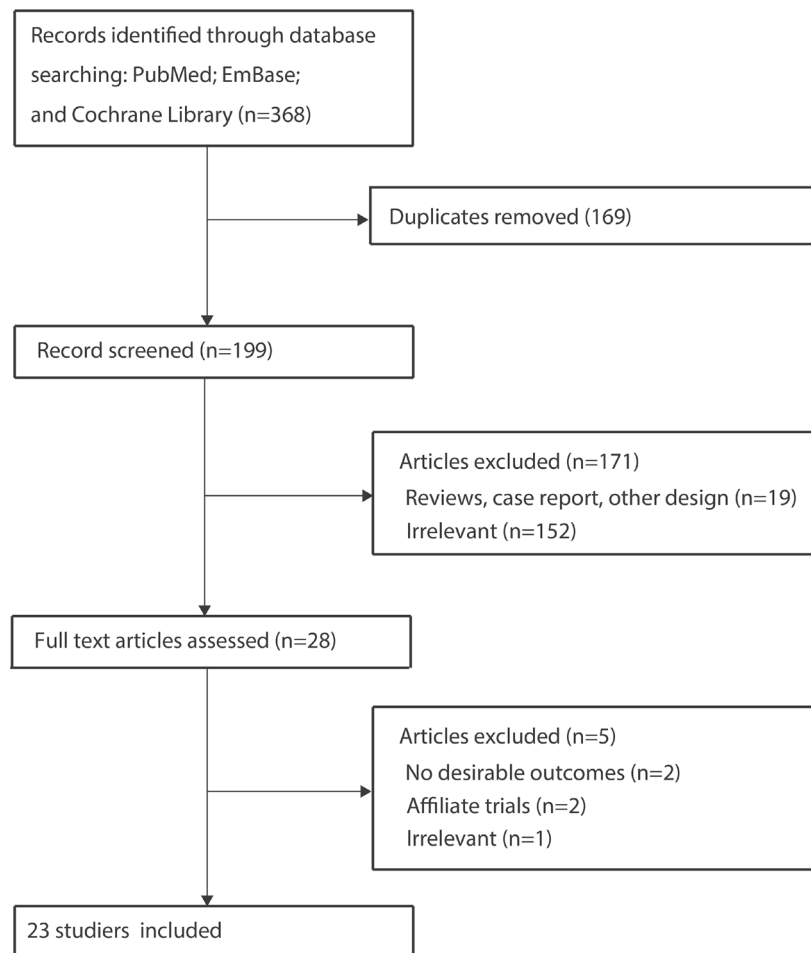 Records identified through database
searching: PubMed; EmBase;
and Cochrane Library (n=368)
Duplicates removed (169)
Record screened (n=199)
Articles excluded (n=171)
Reviews, case report, other design (n=19)
Irrelevant (n=152)
Full text articles assessed (n=28)
Articles excluded (n=5)
No desirable outcomes (n=2)
Affiliate trials (n=2)
Irrelevant (n=1)
23 studiers included